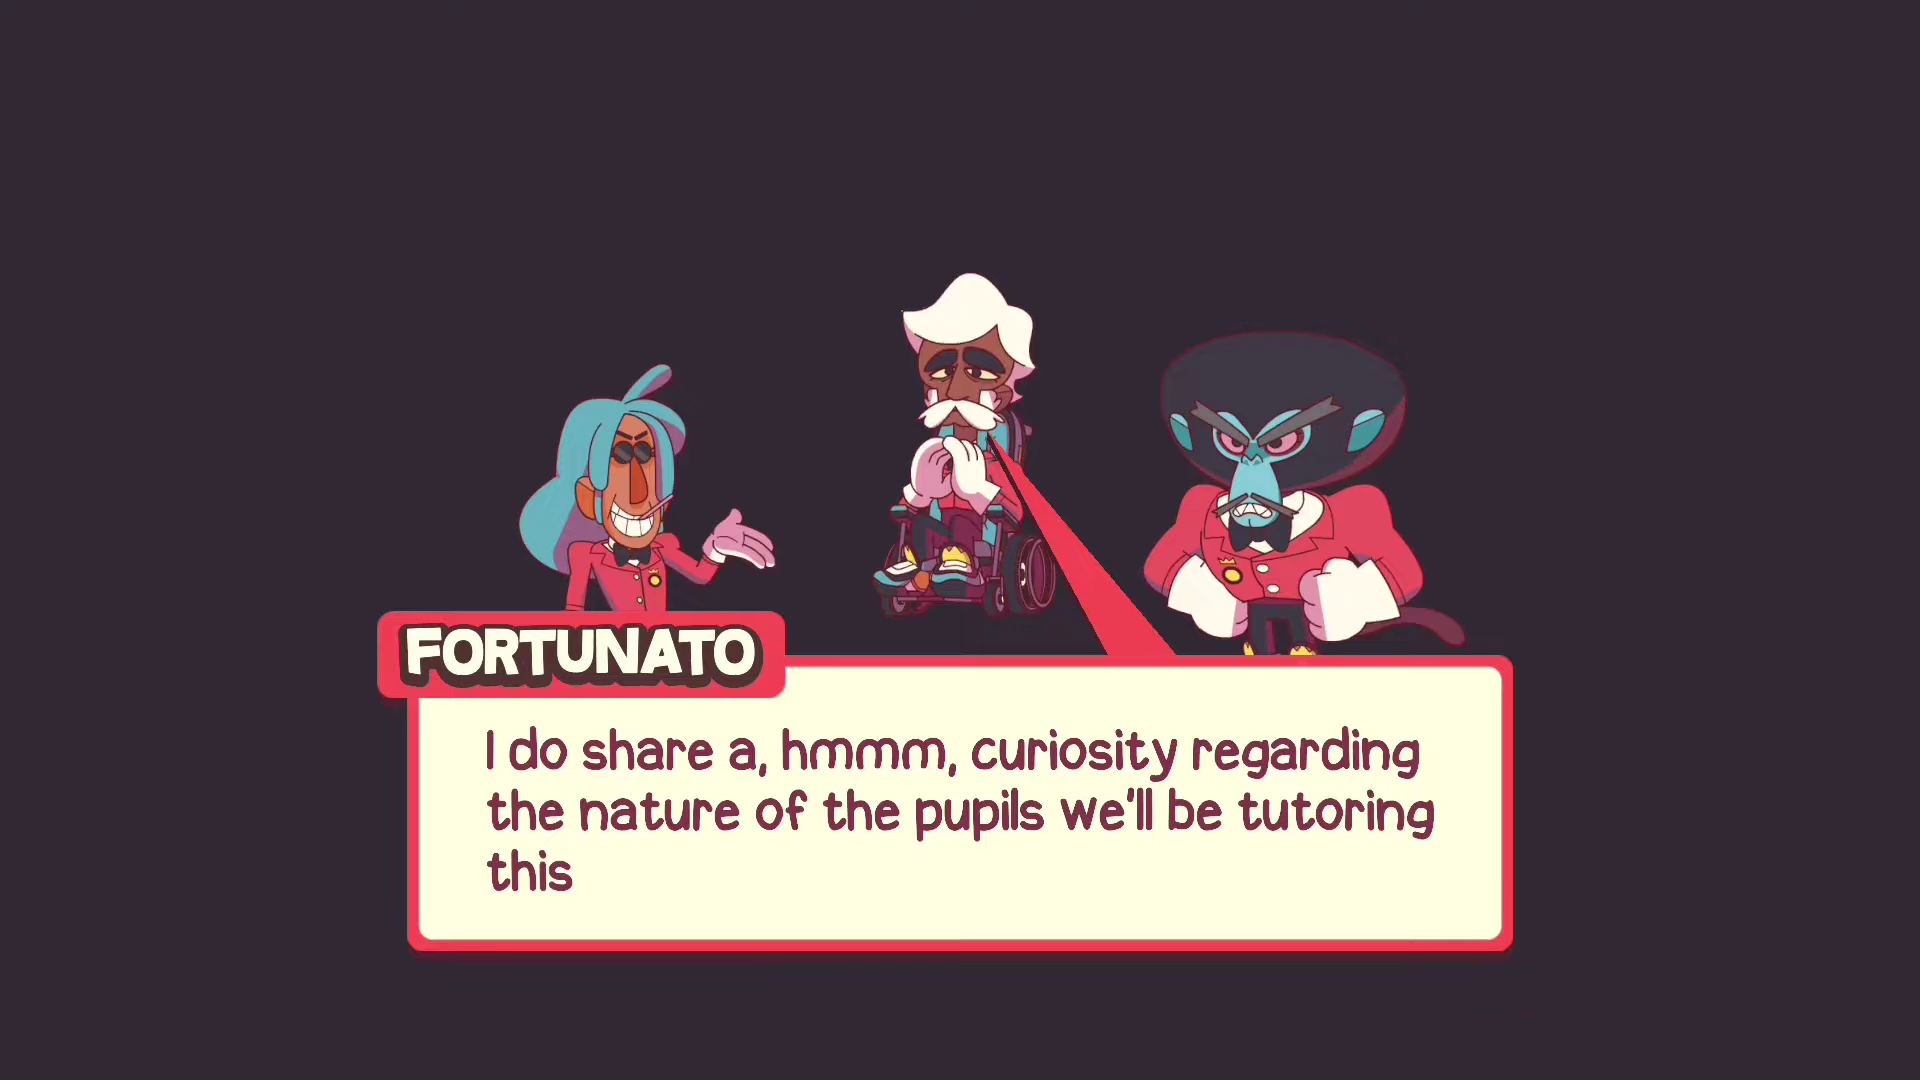 FORTUNATO
I do share a, hmmm, curiosity regarding
the nature of the pupils we'll be tutoring
this